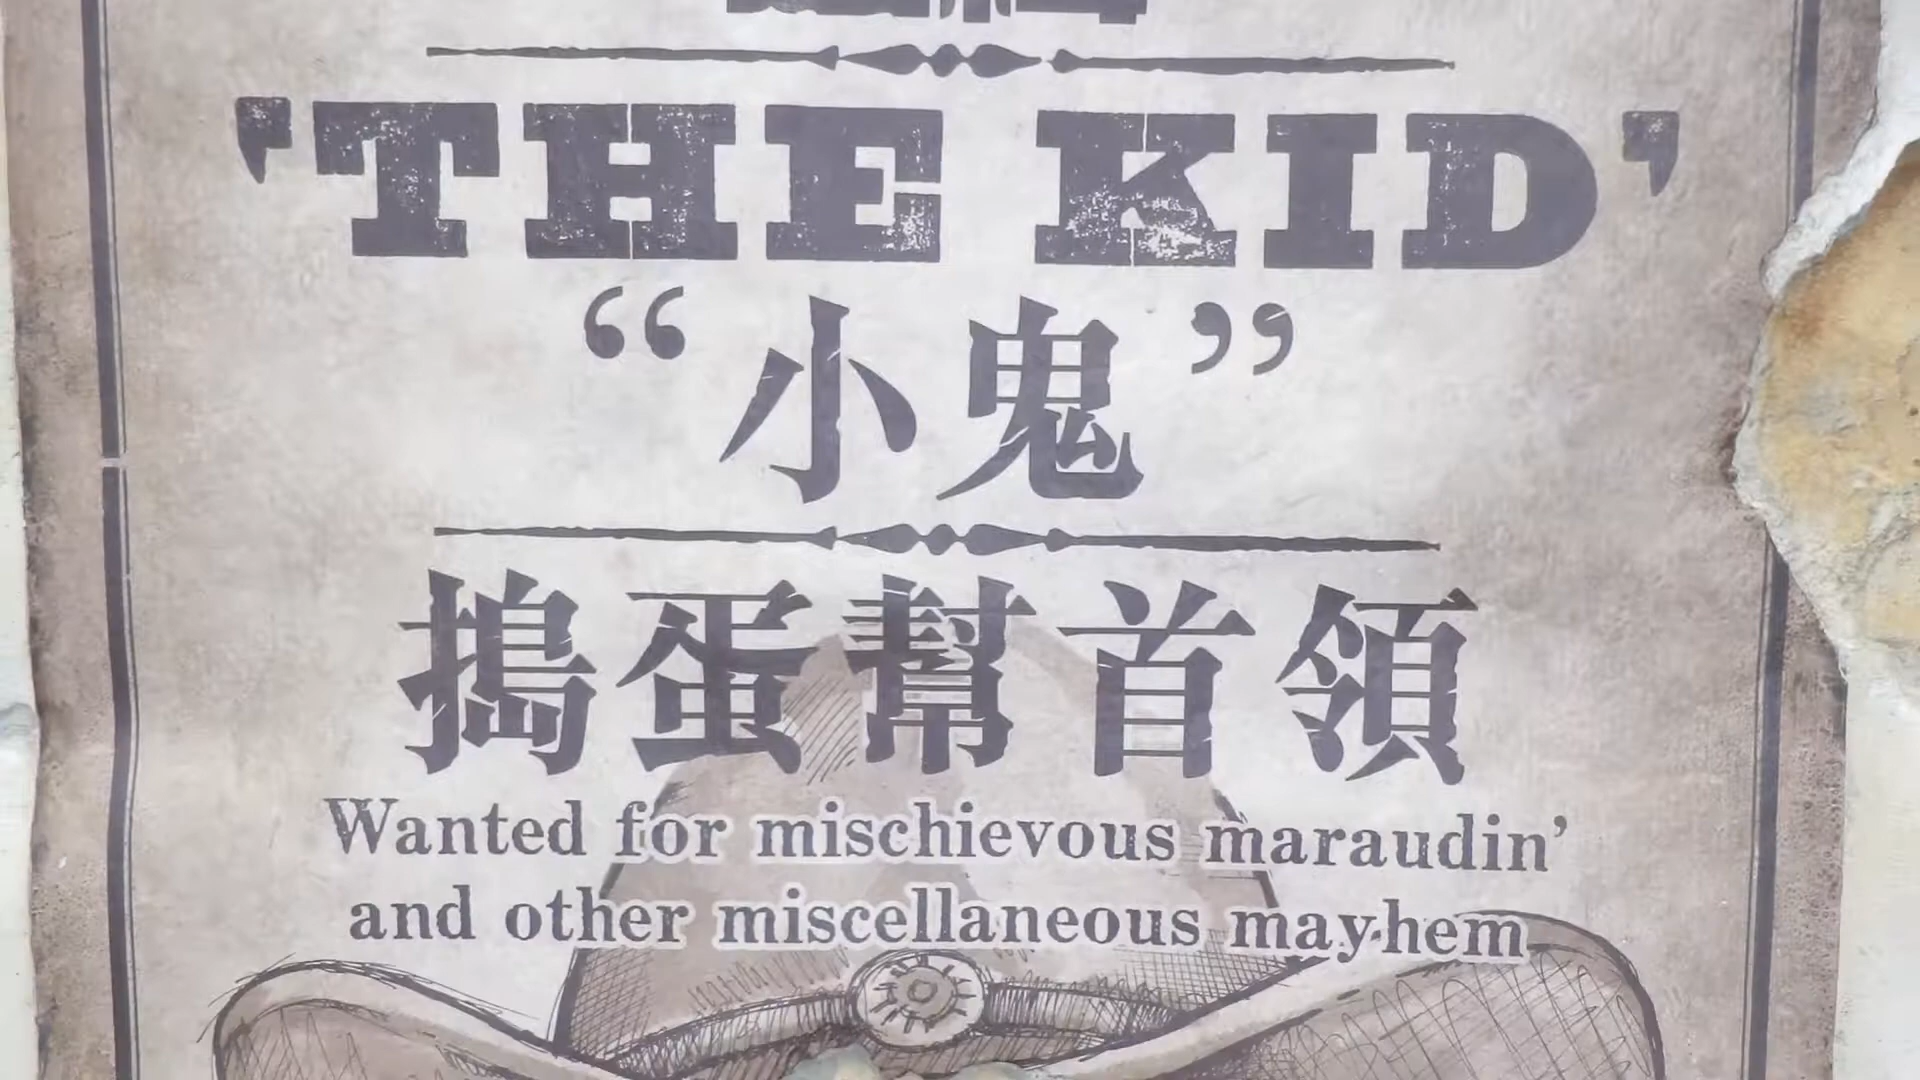 'THE KID'
“小鬼”
搗蛋幫首領
Wanted for mischievous maraudin’
and other miscellaneous mayhem